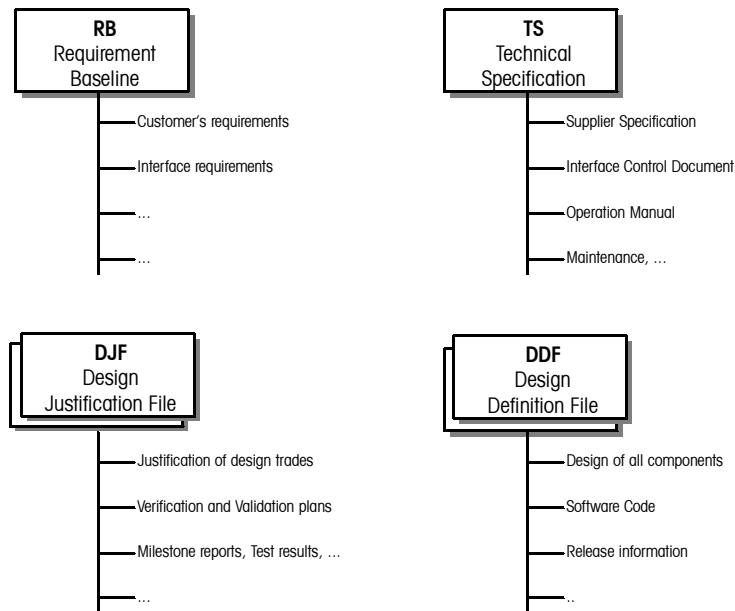 RB
Requirement
Baseline
Customer's requirements
Interface requirements
...
...
TS
Technical
Specification
Supplier Specification
Interface Control Document
Operation Manual
Maintenance, ...
DJF
Design
Justification File
Justification of design trades
Verification and Validation plans
Milestone reports, Test results, ...
...
DDF
Design
Definition File
Design of all components
Software Code
Release information
..